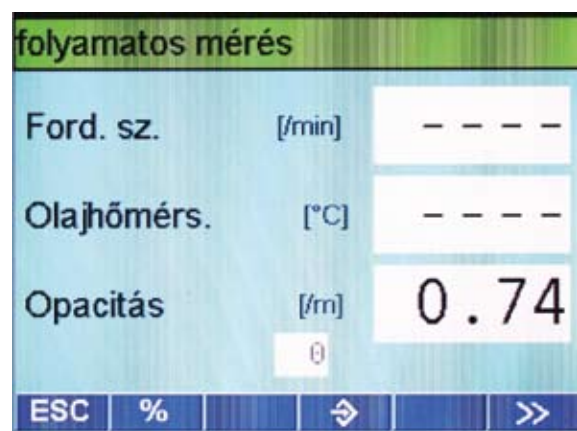 folyamatos mérés
Ford. sz. [/min] ----
Olajhőmérs. [°C] ----
Opacitás [/m] 0.74
0
ESC % >>